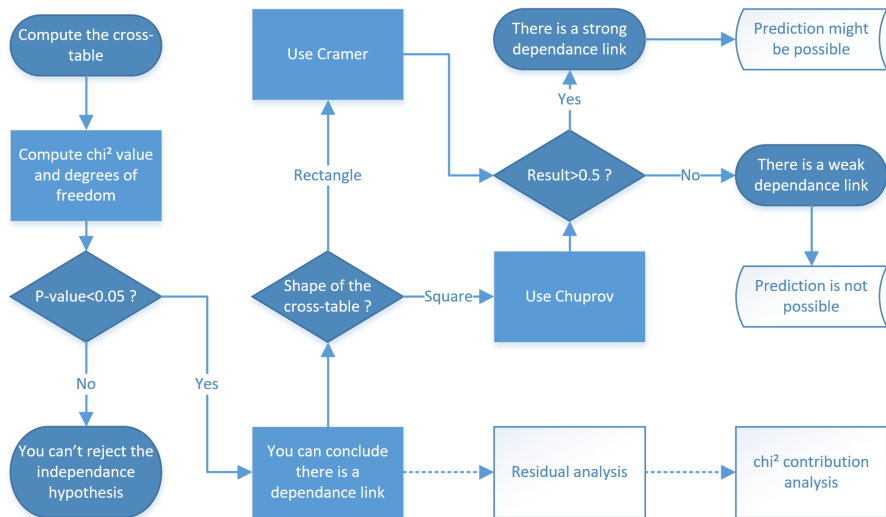 Compute the cross-
table
Compute chi² value
and degrees of
freedom
P-value<0.05 ?
No
Yes
You can't reject the
independance
hypothesis
You can conclude
there is a
dependance link
Residual analysis
chi² contribution
analysis
Shape of the
cross-table ?
Rectangle
Square
Use Cramer
Use Chuprov
Result>0.5 ?
Yes
No
There is a strong
dependance link
Prediction might
be possible
There is a weak
dependance link
Prediction is not
possible